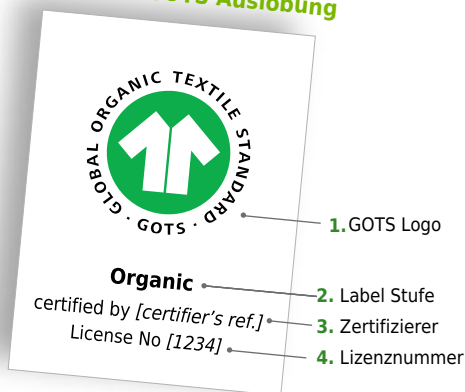 GOTS Auslobung
GLOBAL ORGANIC TEXTILE STANDARD · GOTS ·
1. GOTS Logo
Organic
2. Label Stufe
certified by [certifier's ref.]
3. Zertifizierer
License No [1234]
4. Lizenznummer